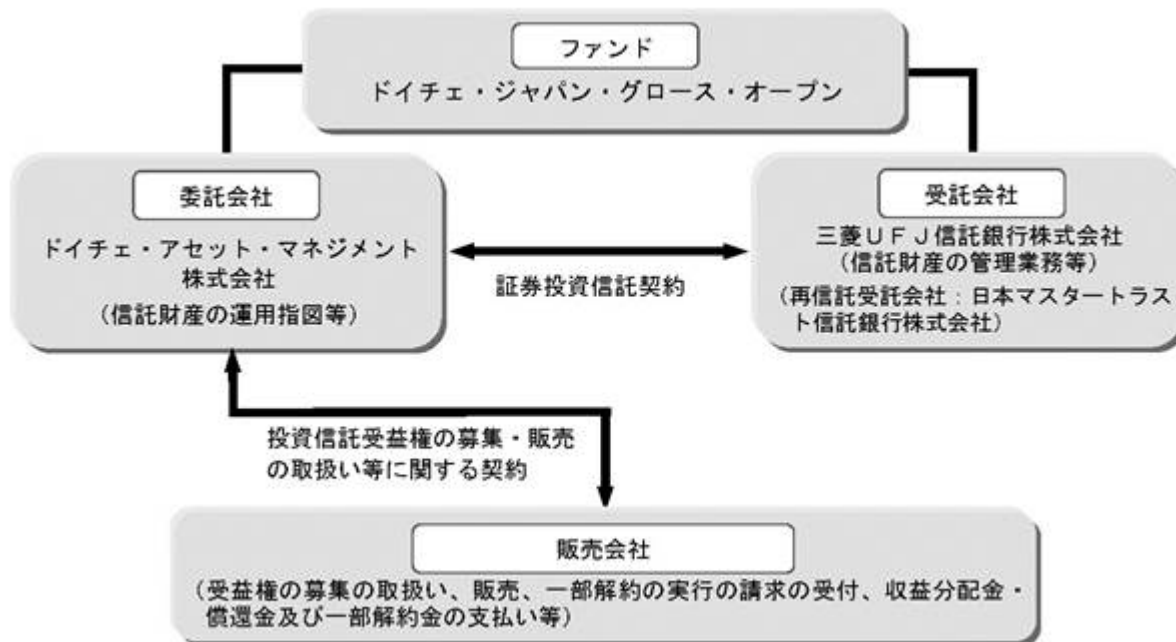 ファンド
ドイチェ・ジャパン・グロース・オープン
委託会社
ドイチェ・アセット・マネジメント
株式会社
(信託財産の運用指図等)
受託会社
三菱UFJ信託銀行株式会社
(信託財産の管理業務等)
(再信託受託会社:日本マスタートラス
ト信託銀行株式会社)
証券投資信託契約
投資信託受益権の募集・販売
の取扱い等に関する契約
販売会社
(受益権の募集の取扱い、販売、一部解約の実行の請求の受付、収益分配金・
償還金及び一部解約金の支払い等)